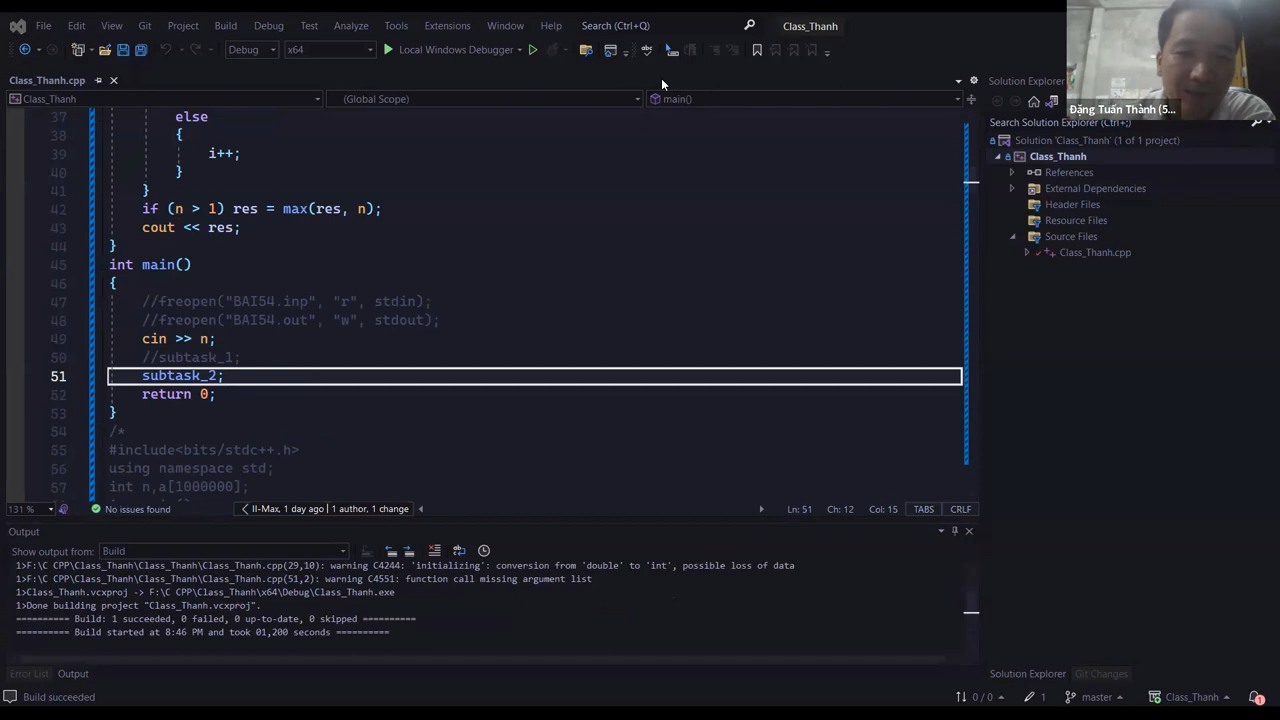 File Edit View Git Project Build Debug Test Analyze Tools Extensions Window Help Search (Ctrl+Q) Class_Thanh
Debug x64 Local Windows Debugger
Class_Thanh.cpp
Class_Thanh (Global Scope) main()
37 else
38 {
39 i++;
40 }
41 }
42 if (n > 1) res = max(res, n);
43 cout << res;
44 }
45 int main()
46 {
47 //freopen("BAI54.inp", "r", stdin);
48 //freopen("BAI54.out", "w", stdout);
49 cin >> n;
50 //subtask_1;
51 subtask_2;
52 return 0;
53 }
54 /*
55 #include<bits/stdc++.h>
56 using namespace std;
57 int n,a[1000000];
131 % No issues found II-Max, 1 day ago | 1 author, 1 change Ln: 51 Ch: 12 Col: 15 TABS CRLF
Output
Show output from: Build
1>F:\C CPP\Class_Thanh\Class_Thanh\Class_Thanh.cpp(29,10): warning C4244: 'initializing': conversion from 'double' to 'int', possible loss of data
1>F:\C CPP\Class_Thanh\Class_Thanh\Class_Thanh.cpp(51,2): warning C4551: function call missing argument list
1>Class_Thanh.vcxproj -> F:\C CPP\Class_Thanh\x64\Debug\Class_Thanh.exe
1>Done building project "Class_Thanh.vcxproj".
========== Build: 1 succeeded, 0 failed, 0 up-to-date, 0 skipped ==========
========== Build started at 8:46 PM and took 01,200 seconds ==========
Error List Output
Build succeeded 0 / 0 1 master Class_Thanh 1
Solution Explorer
Đặng Tuấn Thành (5...
Search Solution Explorer (Ctrl+;)
Solution 'Class_Thanh' (1 of 1 project)
Class_Thanh
References
External Dependencies
Header Files
Resource Files
Source Files
Class_Thanh.cpp
Solution Explorer Git Changes